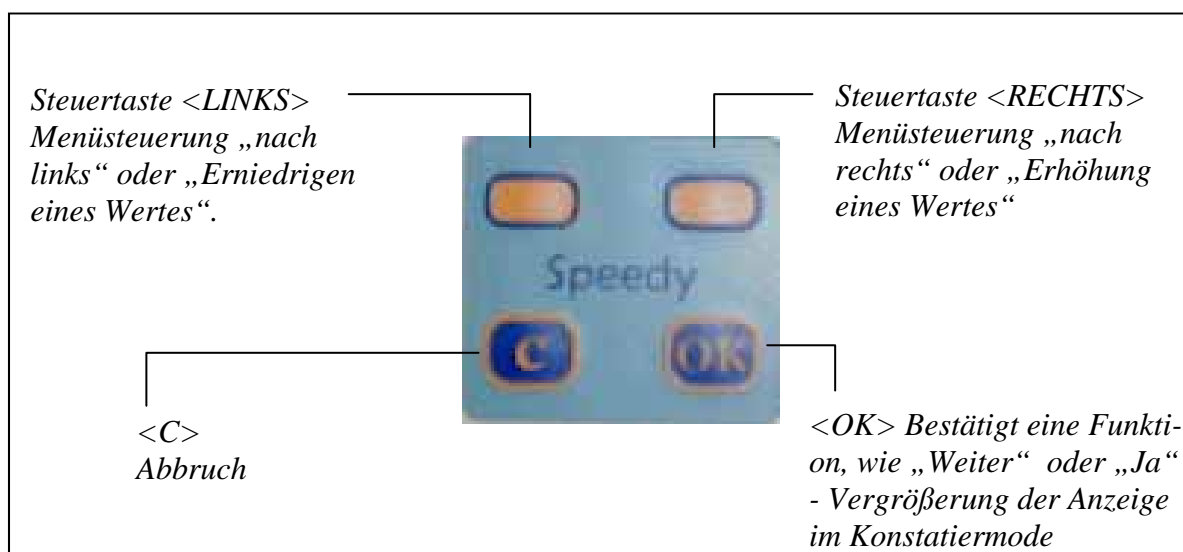 Steuertaste <LINKS>
Menüsteuerung „nach
links“ oder „Erniedrigen
eines Wertes“.
Steuertaste <RECHTS>
Menüsteuerung „nach
rechts“ oder „Erhöhung
eines Wertes“
Speedy
C
OK
<C>
Abbruch
<OK> Bestätigt eine Funkti-
on, wie „Weiter“ oder „Ja“
- Vergrößerung der Anzeige
im Konstatiermode